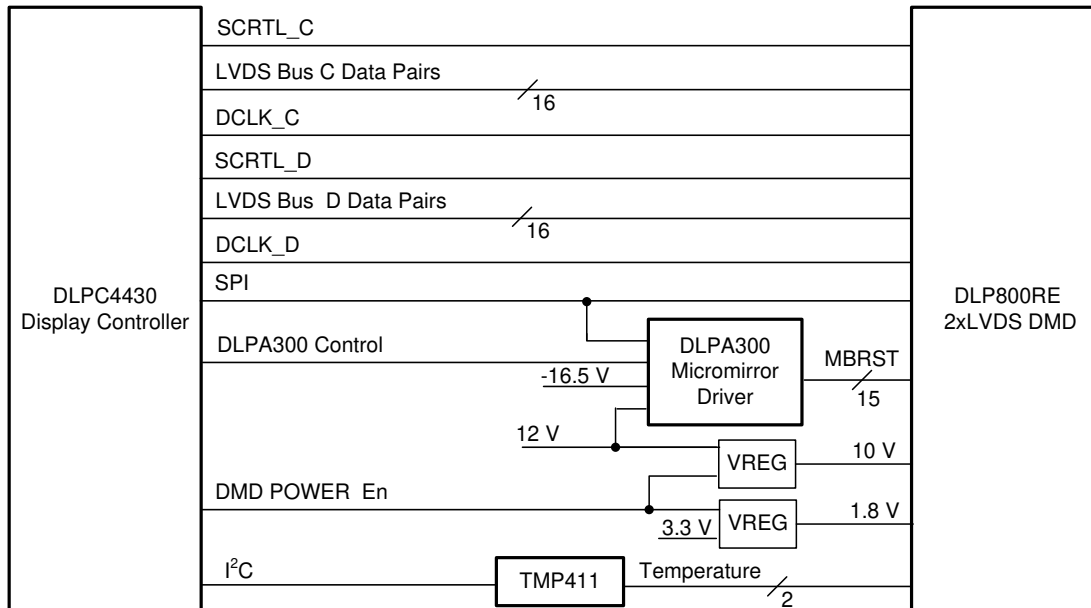 SCRTL_C
LVDS Bus C Data Pairs
16
DCLK_C
SCRTL_D
LVDS Bus D Data Pairs
16
DCLK_D
SPI
DLPC4430
Display Controller
DLP800RE
2xLVDS DMD
DLPA300 Control
DLPA300
Micromirror
Driver
MBRST
15
-16.5 V
12 V
VREG
10 V
DMD POWER En
3.3 V
VREG
1.8 V
I²C
TMP411
Temperature
2